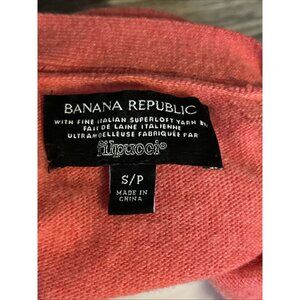 BANANA REPUBLIC
WITH FINE ITALIAN SUPERLOFT YARN BY
FAIT DE LAINE ITALIENNE
ULTRAMOELLEUSE FABRIQUÉE PAR
filpucci®
S/P
MADE IN
CHINA